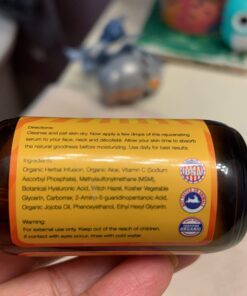 Directions:
Cleanse and pat skin dry. Now apply a few drops of this rejuvenating
serum to your face, neck and décolleté. Allow your skin time to absorb
the natural goodness before moisturizing. Use daily for best results.
Ingredients:
Organic Herbal Infusion, Organic Aloe, Vitamin C (Sodium
Ascorbyl Phosphate), Methylsulfonylmethane (MSM),
Botanical Hyaluronic Acid, Witch Hazel, Kosher Vegetable
Glycerin, Carbomer, 2-Amino-5-guanidinopentanoic Acid,
Organic Jojoba Oil, Phenoxyethanol, Ethyl Hexyl Glycerin.
Warning:
For external use only. Keep out of the reach of children.
If contact with eyes occur, rinse with cold water.
USA
ORGANIC